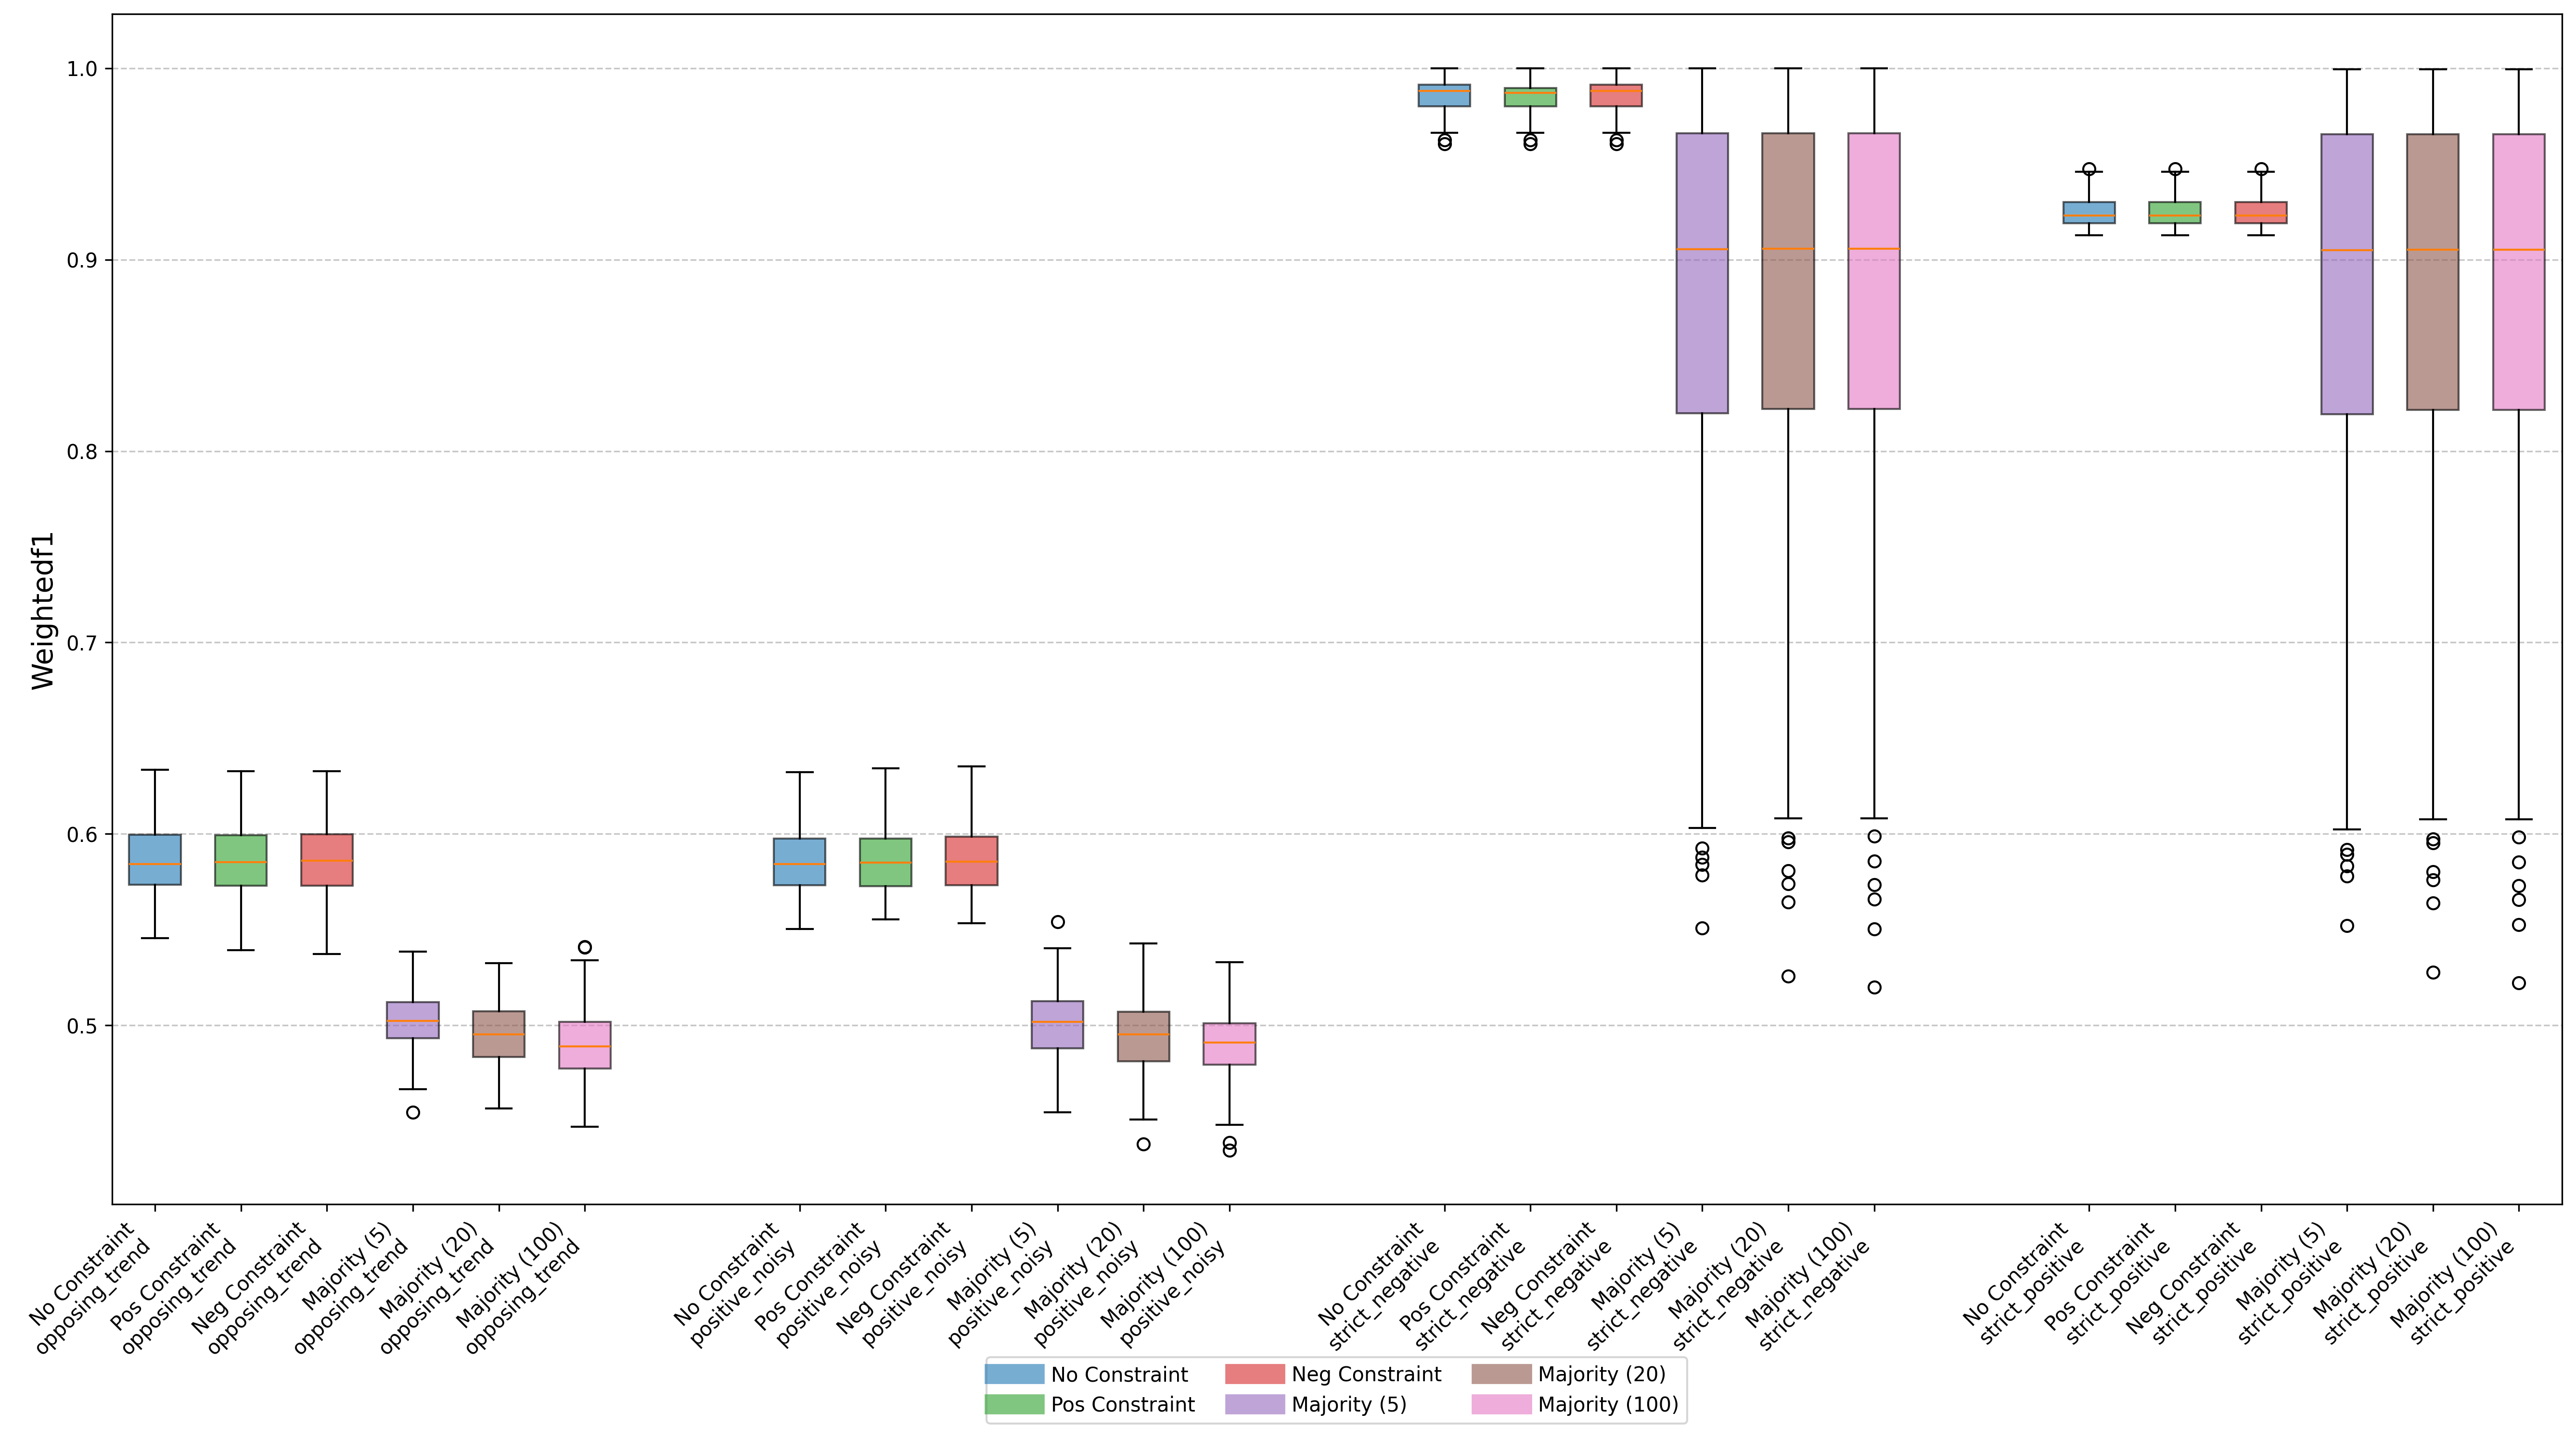 Weightedf1
1.0
0.9
0.8
0.7
0.6
0.5
No Constraint
opposing_trend
Pos Constraint
opposing_trend
Neg Constraint
opposing_trend
Majority (5)
opposing_trend
Majority (20)
opposing_trend
Majority (100)
opposing_trend
No Constraint
positive_noisy
Pos Constraint
positive_noisy
Neg Constraint
positive_noisy
Majority (5)
positive_noisy
Majority (20)
positive_noisy
Majority (100)
positive_noisy
No Constraint
strict_negative
Pos Constraint
strict_negative
Neg Constraint
strict_negative
Majority (5)
strict_negative
Majority (20)
strict_negative
Majority (100)
strict_negative
No Constraint
strict_positive
Pos Constraint
strict_positive
Neg Constraint
strict_positive
Majority (5)
strict_positive
Majority (20)
strict_positive
Majority (100)
strict_positive
No Constraint
Pos Constraint
Neg Constraint
Majority (5)
Majority (20)
Majority (100)